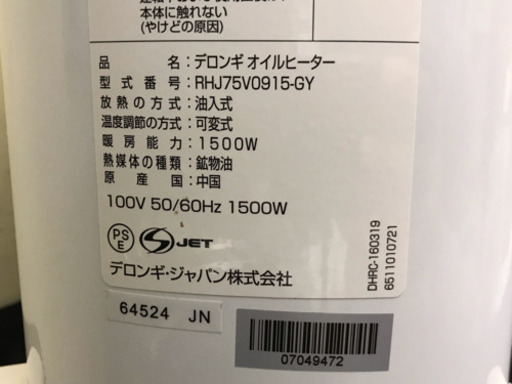 本体に触れない
(やけどの原因)
品名:デロンギ オイルヒーター
型式番号:RHJ75V0915-GY
放熱の方式:油入式
温度調節の方式:可変式
暖房能力:1500W
熱媒体の種類:鉱物油
原産国:中国
100V 50/60Hz 1500W
PS
E
JET
デロンギ・ジャパン株式会社
DHRC-160319
6511010721
64524 JN
07049472